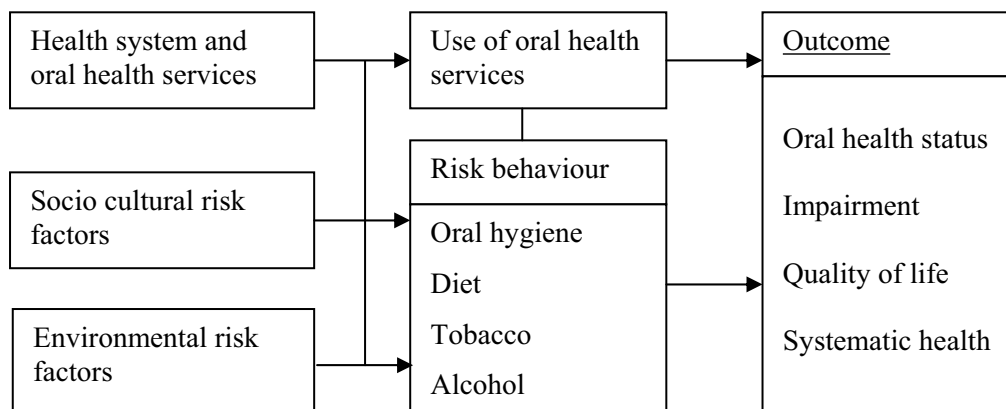 Health system and
oral health services
Use of oral health
services
Outcome
Oral health status
Impairment
Quality of life
Systematic health
Risk behaviour
Oral hygiene
Diet
Tobacco
Alcohol
Socio cultural risk
factors
Environmental risk
factors